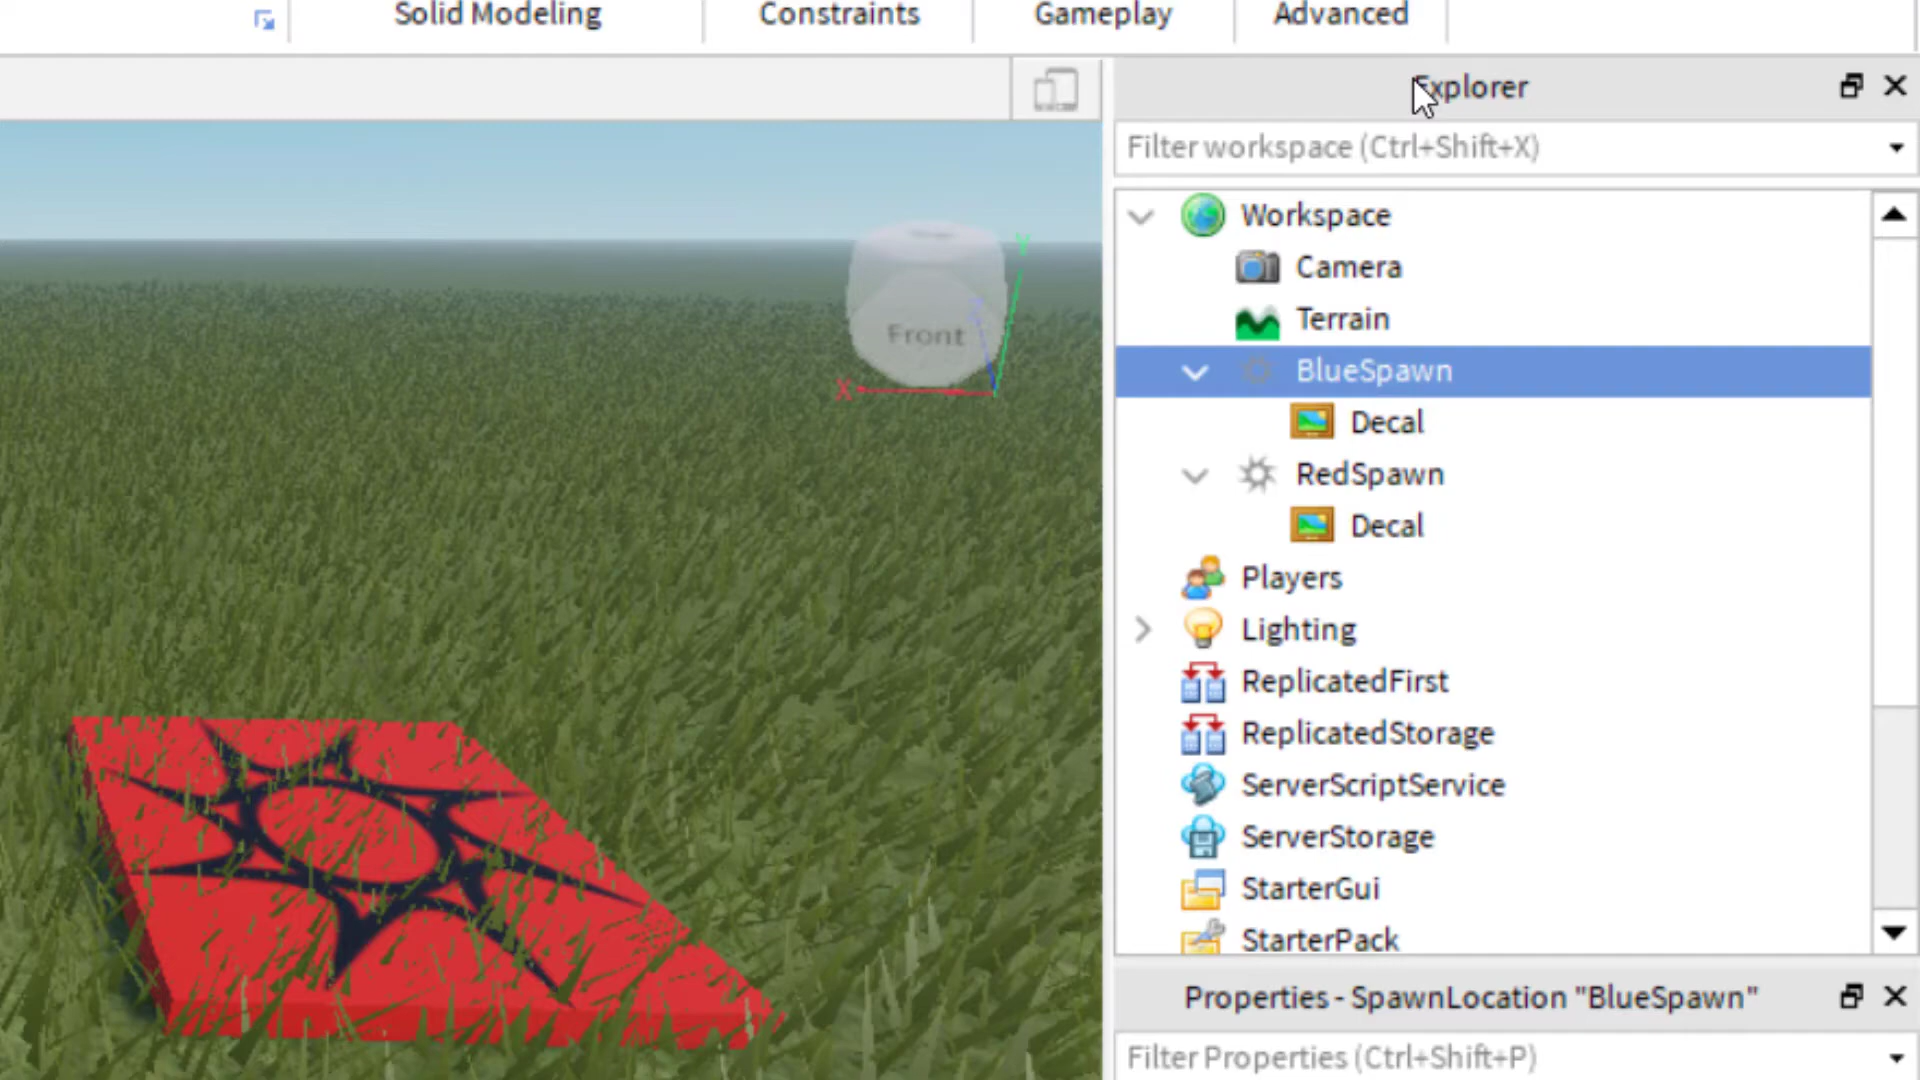 Solid Modeling
Constraints
Gameplay
Advanced
Explorer
Filter workspace (Ctrl+Shift+X)
Workspace
Camera
Terrain
BlueSpawn
Decal
RedSpawn
Decal
Players
Lighting
ReplicatedFirst
ReplicatedStorage
ServerScriptService
ServerStorage
StarterGui
StarterPack
Properties - SpawnLocation "BlueSpawn"
Filter Properties (Ctrl+Shift+P)
Y
Z
Front
X